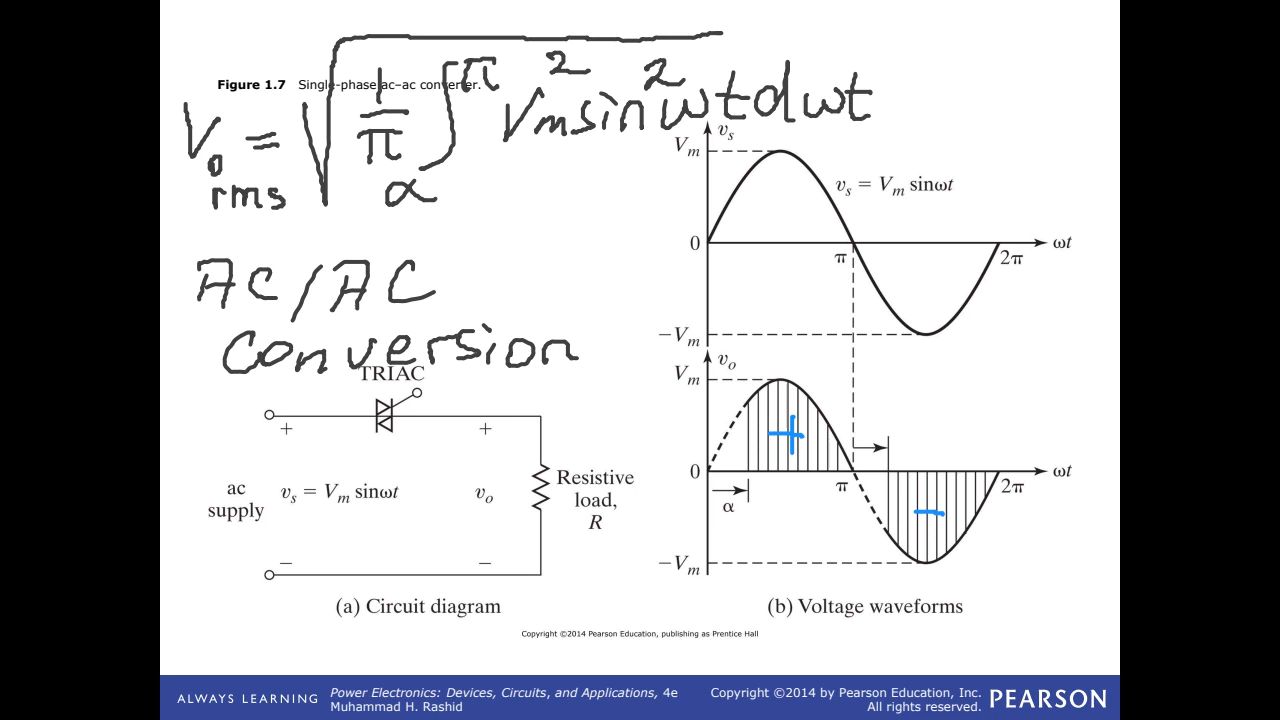 Figure 1.7 Single-phase ac–ac converter.
V₀ rms = √ 1/π ∫ π α Vm² sin² ωt dωt
AC/AC
Conversion
TRIAC
+
+
ac
supply
vₛ = Vₘ sinωt
vₒ
Resistive
load,
R
−
−
(a) Circuit diagram
vₛ
Vₘ
vₛ = Vₘ sinωt
0
π
2π
ωt
−Vₘ
vₒ
Vₘ
+
0
α
π
−
2π
ωt
−Vₘ
(b) Voltage waveforms
Copyright ©2014 Pearson Education, publishing as Prentice Hall
ALWAYS LEARNING
Power Electronics: Devices, Circuits, and Applications, 4e
Muhammad H. Rashid
Copyright ©2014 by Pearson Education, Inc.
All rights reserved.
PEARSON